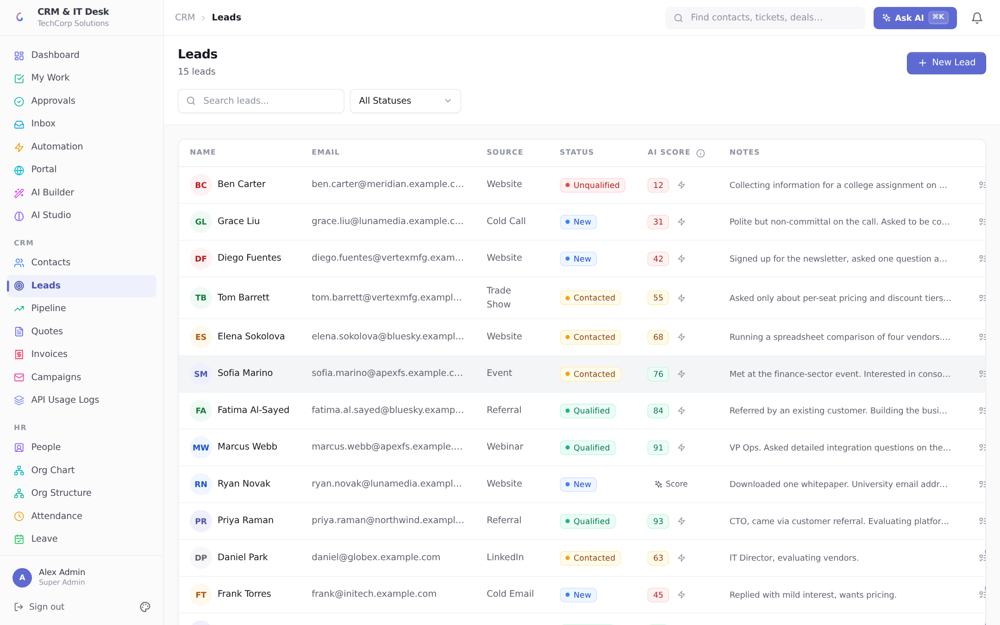 CRM & IT Desk
TechCorp Solutions
CRM > Leads
Find contacts, tickets, deals...
Ask AI ⌘K
Dashboard
My Work
Approvals
Inbox
Automation
Portal
AI Builder
AI Studio
CRM
Contacts
Leads
Pipeline
Quotes
Invoices
Campaigns
API Usage Logs
HR
People
Org Chart
Org Structure
Attendance
Leave
A Alex Admin
Super Admin
Sign out
Leads
15 leads
+ New Lead
Search leads...
All Statuses
NAME EMAIL SOURCE STATUS AI SCORE NOTES
BC Ben Carter ben.carter@meridian.example.c... Website Unqualified 12 Collecting information for a college assignment on ...
GL Grace Liu grace.liu@lunamedia.example.c... Cold Call New 31 Polite but non-committal on the call. Asked to be co...
DF Diego Fuentes diego.fuentes@vertexmfg.exam... Website New 42 Signed up for the newsletter, asked one question a...
TB Tom Barrett tom.barrett@vertexmfg.exampl... Trade Show Contacted 55 Asked only about per-seat pricing and discount tiers...
ES Elena Sokolova elena.sokolova@bluesky.exampl... Website Contacted 68 Running a spreadsheet comparison of four vendors....
SM Sofia Marino sofia.marino@apexfs.example.c... Event Contacted 76 Met at the finance-sector event. Interested in conso...
FA Fatima Al-Sayed fatima.al.sayed@bluesky.examp... Referral Qualified 84 Referred by an existing customer. Building the busi...
MW Marcus Webb marcus.webb@apexfs.example.... Webinar Qualified 91 VP Ops. Asked detailed integration questions on the...
RN Ryan Novak ryan.novak@lunamedia.exampl... Website New Score Downloaded one whitepaper. University email addr...
PR Priya Raman priya.raman@northwind.exampl... Referral Qualified 93 CTO, came via customer referral. Evaluating platfor...
DP Daniel Park daniel@globex.example.com LinkedIn Contacted 63 IT Director, evaluating vendors.
FT Frank Torres frank@initech.example.com Cold Email New 45 Replied with mild interest, wants pricing.